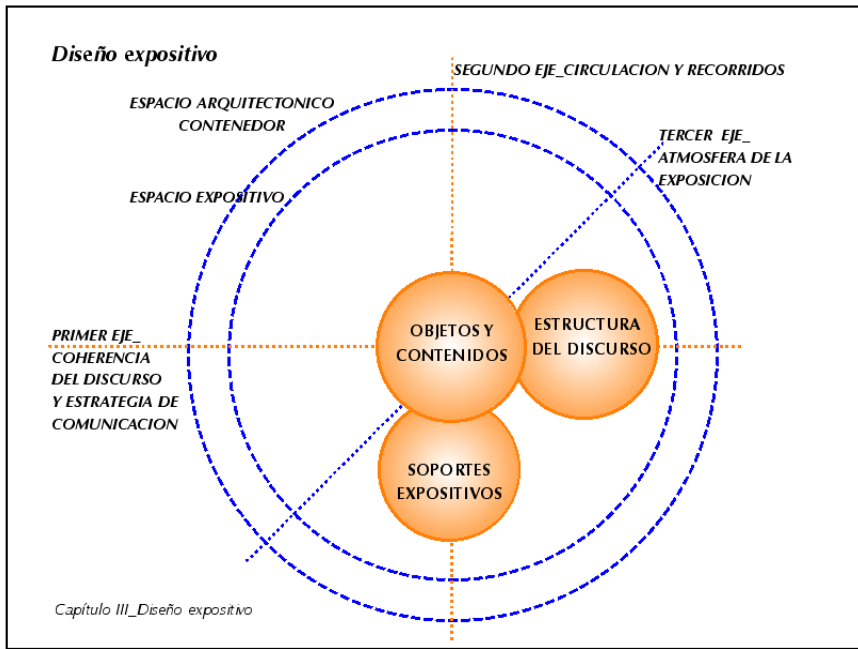 Diseño expositivo
SEGUNDO EJE_CIRCULACION Y RECORRIDOS
ESPACIO ARQUITECTONICO
CONTENEDOR
TERCER EJE_
ATMOSFERA DE LA
EXPOSICION
ESPACIO EXPOSITIVO
OBJETOS Y
CONTENIDOS
ESTRUCTURA
DEL DISCURSO
PRIMER EJE_
COHERENCIA
DEL DISCURSO
Y ESTRATEGIA DE
COMUNICACION
SOPORTES
EXPOSITIVOS
Capítulo III_Diseño expositivo